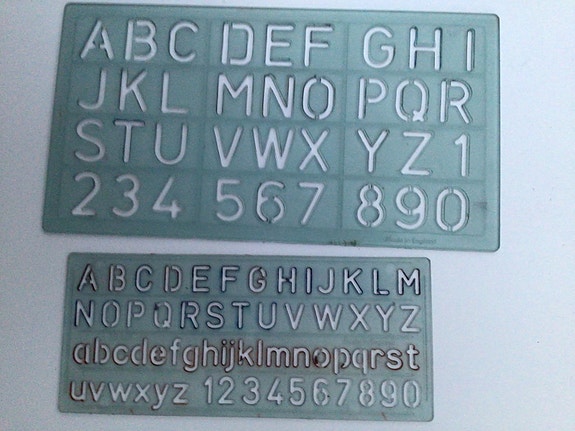 ABC DEF GHI
JKL MNO PQR
STU VWX YZ1
234 567 890
Made in England
ABCDEFGHIJKLM
NOPQRSTUVWXYZ
abcdefghijklmnopqrst
uvwxyz 1234567890